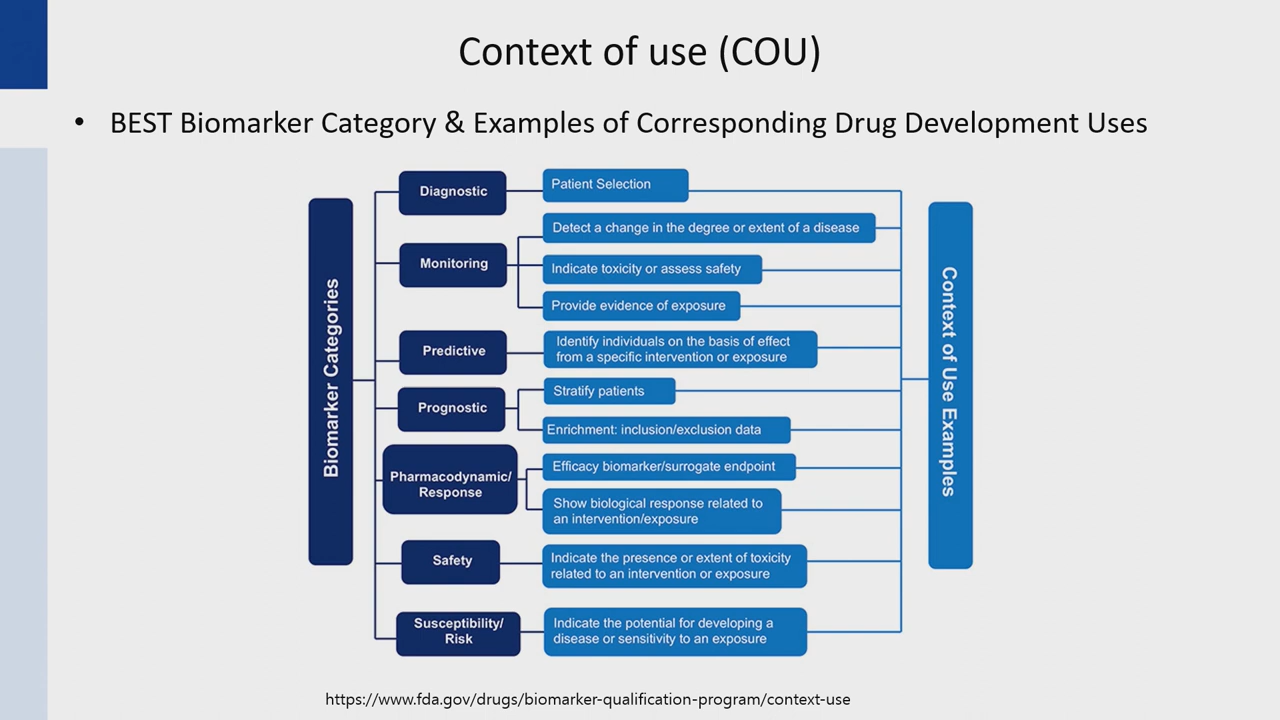 Context of use (COU)
• BEST Biomarker Category & Examples of Corresponding Drug Development Uses
Biomarker Categories
Diagnostic
Patient Selection
Monitoring
Detect a change in the degree or extent of a disease
Indicate toxicity or assess safety
Provide evidence of exposure
Predictive
Identify individuals on the basis of effect
from a specific intervention or exposure
Prognostic
Stratify patients
Enrichment: inclusion/exclusion data
Pharmacodynamic/
Response
Efficacy biomarker/surrogate endpoint
Show biological response related to
an intervention/exposure
Safety
Indicate the presence or extent of toxicity
related to an intervention or exposure
Susceptibility/
Risk
Indicate the potential for developing a
disease or sensitivity to an exposure
Context of Use Examples
https://www.fda.gov/drugs/biomarker-qualification-program/context-use